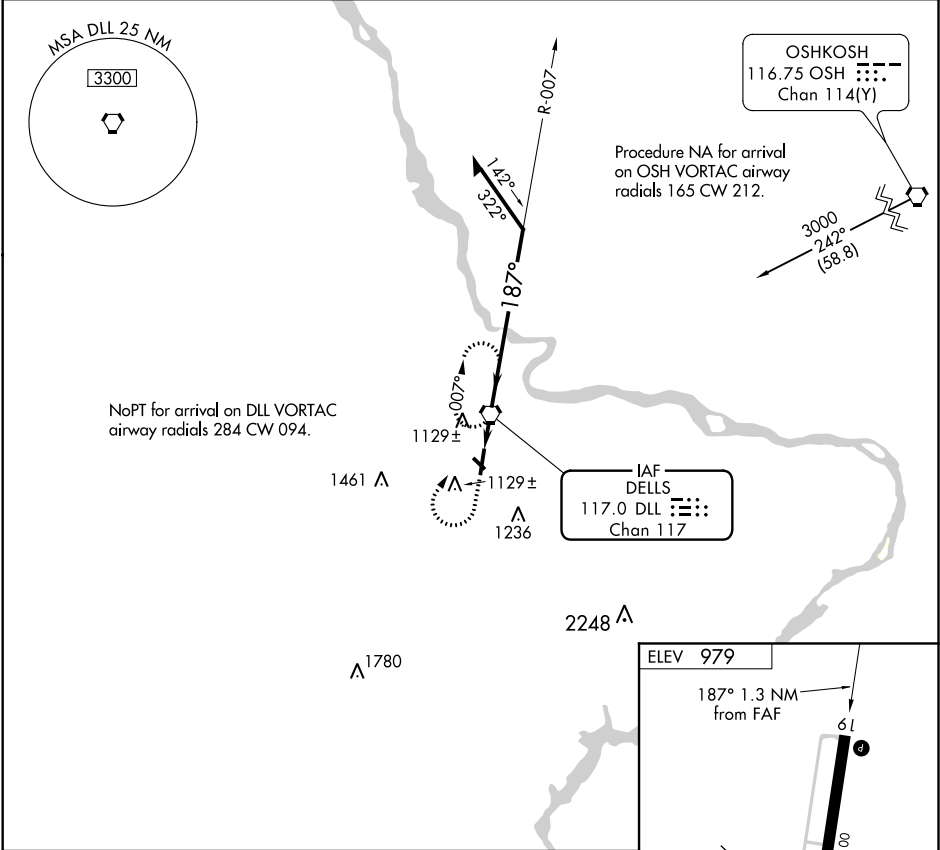 MSA DLL 25 NM
3300
R-007
OSHKOSH
116.75 OSH
Chan 114(Y)
Procedure NA for arrival
on OSH VORTAC airway
radials 165 CW 212.
142°
322°
3000
242°
(58.8)
187°
007°
NoPT for arrival on DLL VORTAC
airway radials 284 CW 094.
1129±
1461
1129±
1236
IAF
DELLS
117.0 DLL
Chan 117
2248
1780
ELEV 979
187° 1.3 NM
from FAF
19
P
00